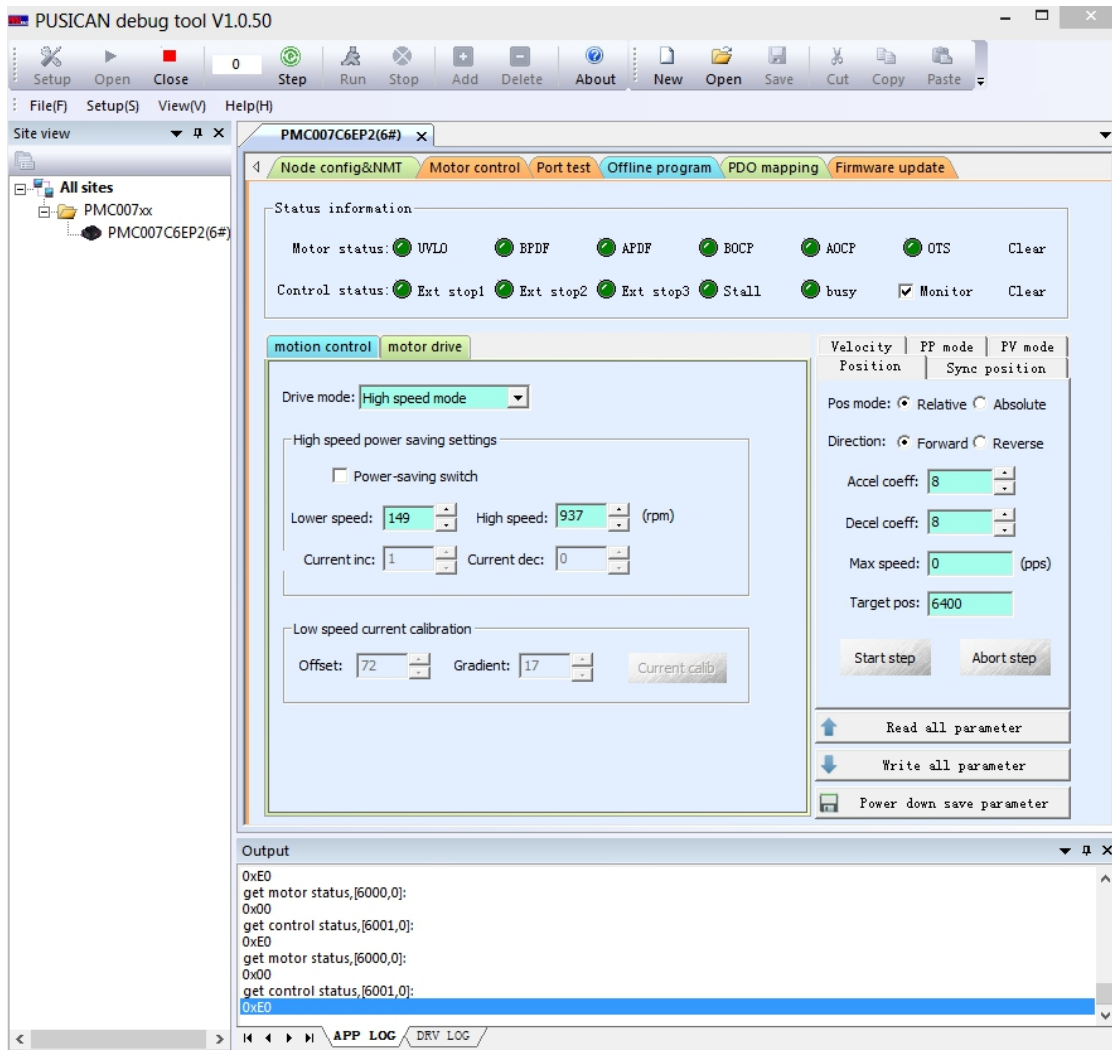 PUSICAN debug tool V1.0.50
Setup Open Close 0 Step Run Stop Add Delete About New Open Save Cut Copy Paste
File(F) Setup(S) View(V) Help(H)
Site view
All sites
PMC007xx
PMC007C6EP2(6#)
PMC007C6EP2(6#)
Node config&NMT Motor control Port test Offline program PDO mapping Firmware update
Status information
Motor status: UVLO BPDF APDF BOCP AOCP OTS Clear
Control status: Ext stop1 Ext stop2 Ext stop3 Stall busy Monitor Clear
motion control motor drive
Drive mode: High speed mode
High speed power saving settings
Power-saving switch
Lower speed: 149 High speed: 937 (rpm)
Current inc: 1 Current dec: 0
Low speed current calibration
Offset: 72 Gradient: 17 Current calib
Velocity PP mode PV mode
Position Sync position
Pos mode: Relative Absolute
Direction: Forward Reverse
Accel coeff: 8
Decel coeff: 8
Max speed: 0 (pps)
Target pos: 6400
Start step Abort step
Read all parameter
Write all parameter
Power down save parameter
Output
0xE0
get motor status,[6000,0]:
0x00
get control status,[6001,0]:
0xE0
get motor status,[6000,0]:
0x00
get control status,[6001,0]:
0xE0
APP LOG DRV LOG